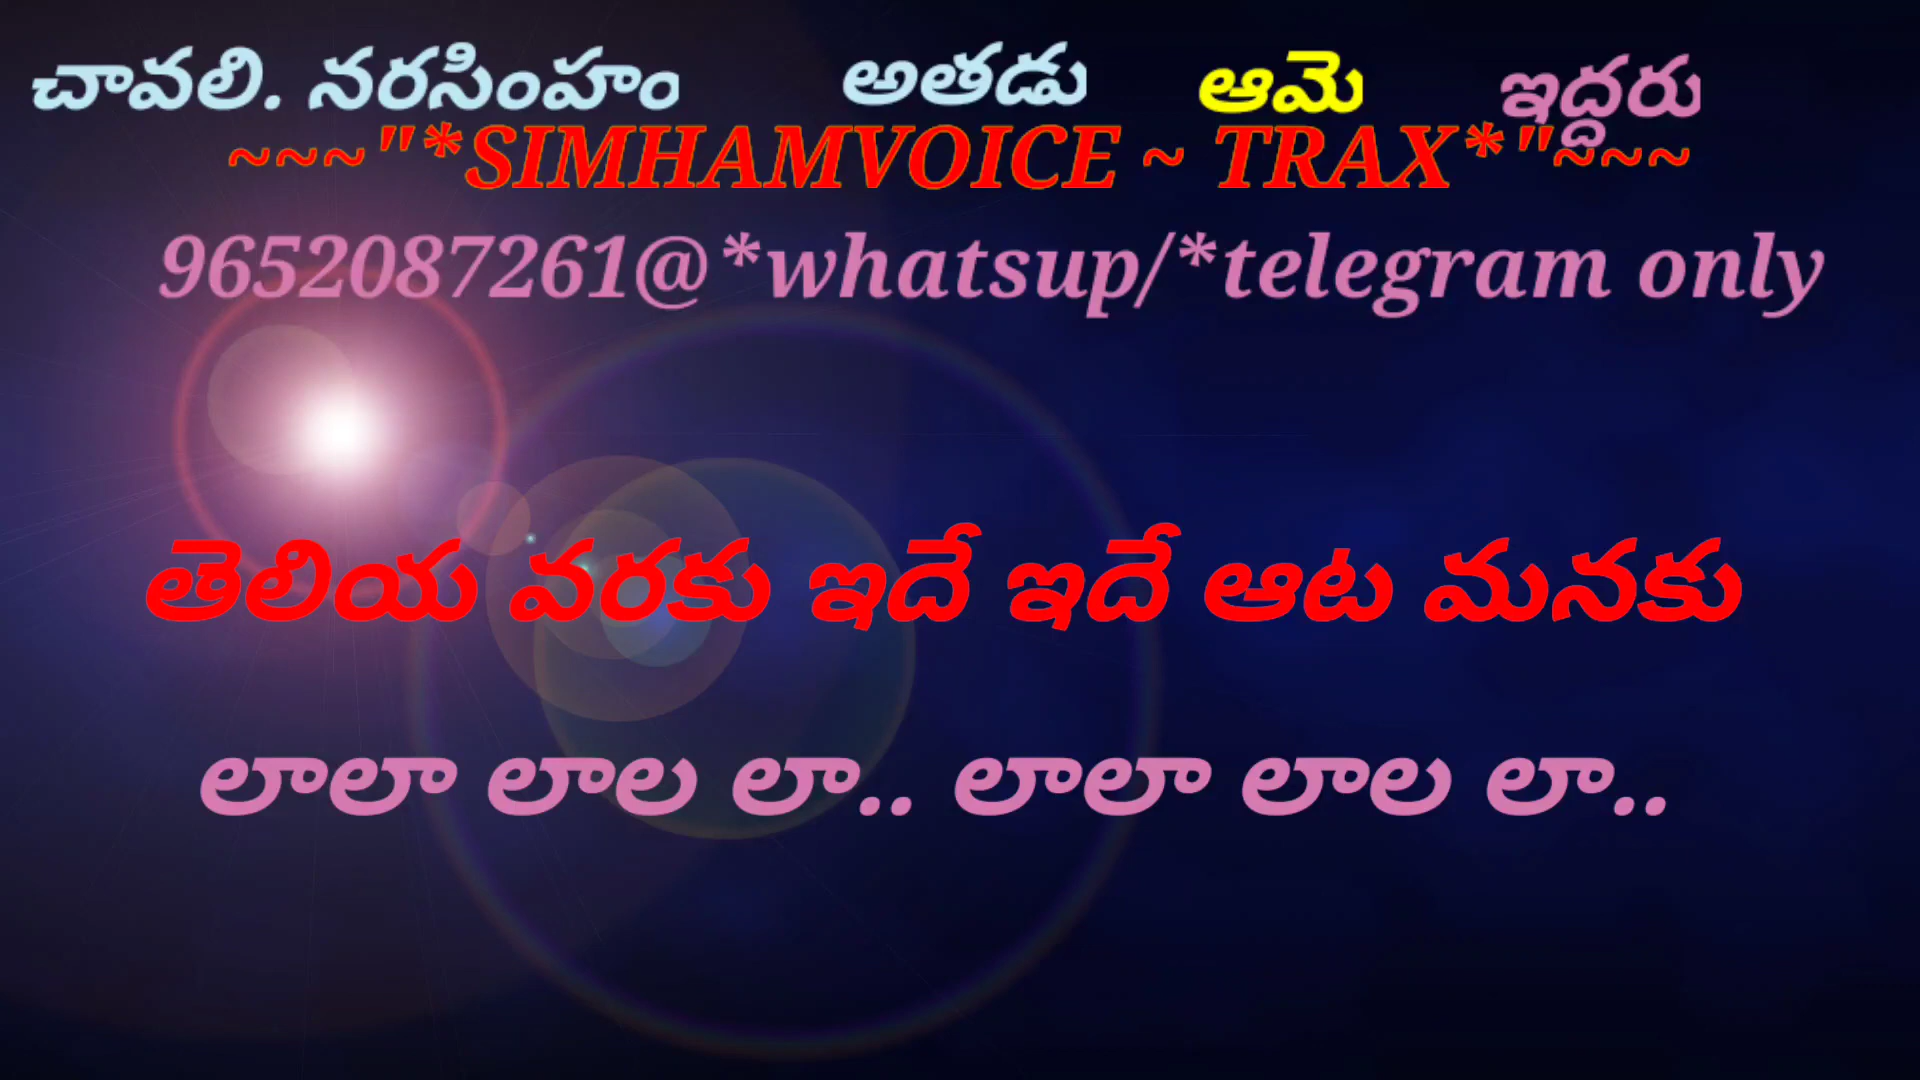 చావలి. నరసింహం అతడు ఆమె ఇద్దరు
~~~"*SIMHAMVOICE ~ TRAX*"~~~
9652087261@*whatsup/*telegram only
తెలియ వరకు ఇదే ఇదే ఆట మనకు
లాలా లాల లా.. లాలా లాల లా..